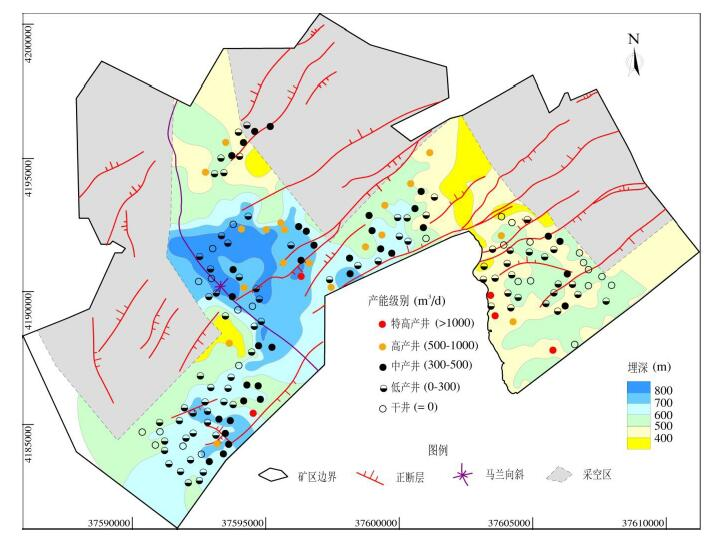 4200000
N
4195000
产能级别 (m³/d)
特高产井 (>1000)
4190000
高产井 (500-1000)
中产井 (300-500)
埋深 (m)
低产井 (0-300)
800
700
干井 (= 0)
600
500
400
4185000
图例
矿区边界
正断层
马兰向斜
采空区
37590000
37595000
37600000
37605000
37610000